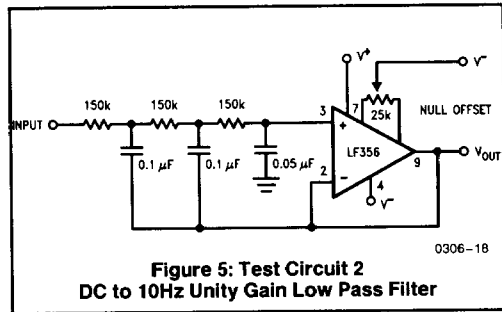 V+
V−
150k 150k 150k
3 7 25k NULL OFFSET
INPUT
+
LF356
0.1 μF 0.1 μF 0.05 μF 2 − 9 VOUT
4
V−
0306–18
Figure 5: Test Circuit 2
DC to 10Hz Unity Gain Low Pass Filter